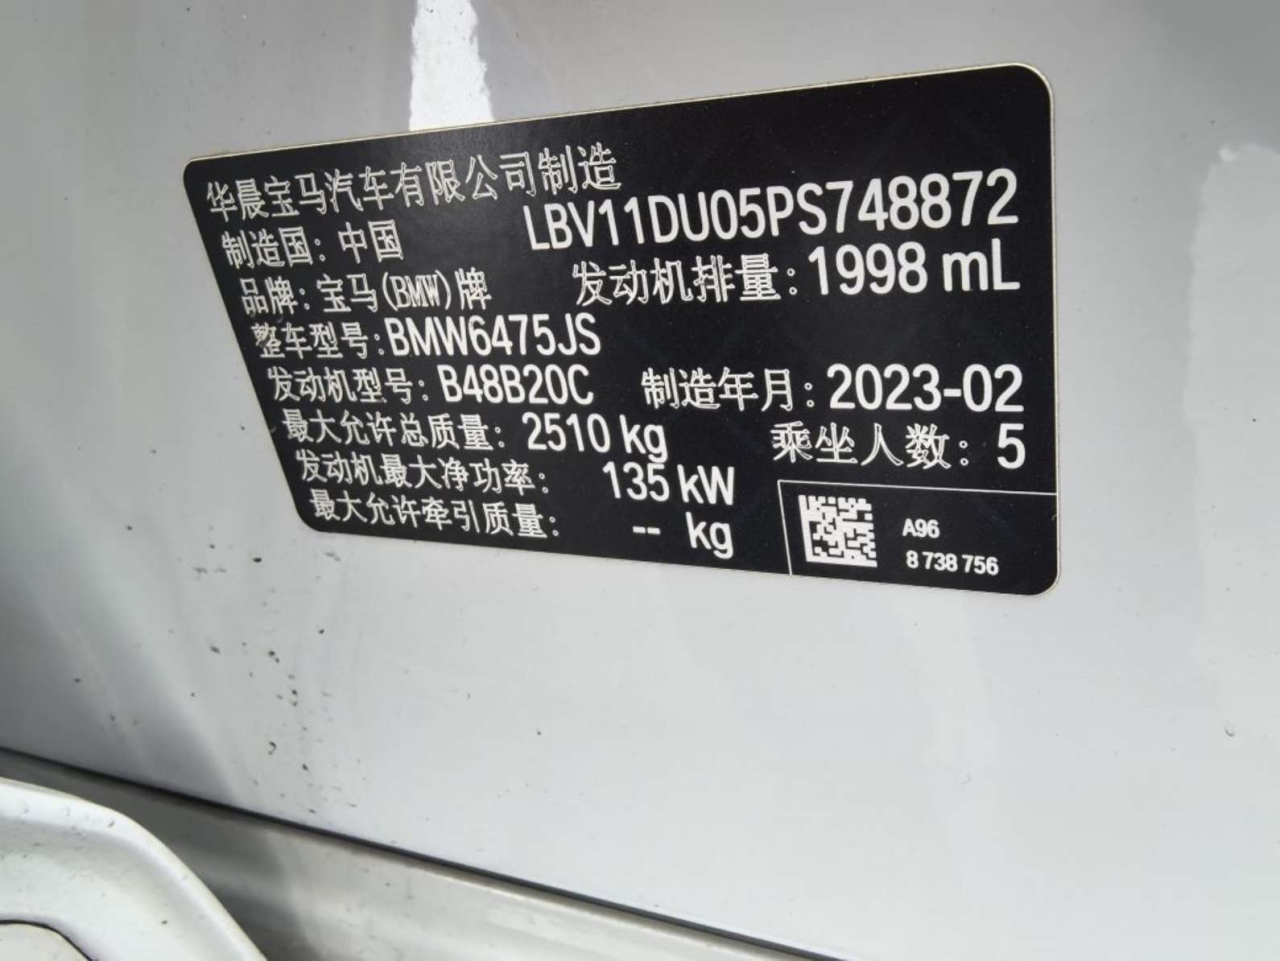 华晨宝马汽车有限公司制造
制造国: 中国 LBV11DU05PS748872
品牌: 宝马(BMW)牌 发动机排量: 1998 mL
整车型号: BMW6475JS
发动机型号: B48B20C 制造年月: 2023-02
最大允许总质量: 2510 kg 乘坐人数: 5
发动机最大净功率: 135 kW
最大允许牵引质量: -- kg
A96
8 738 756